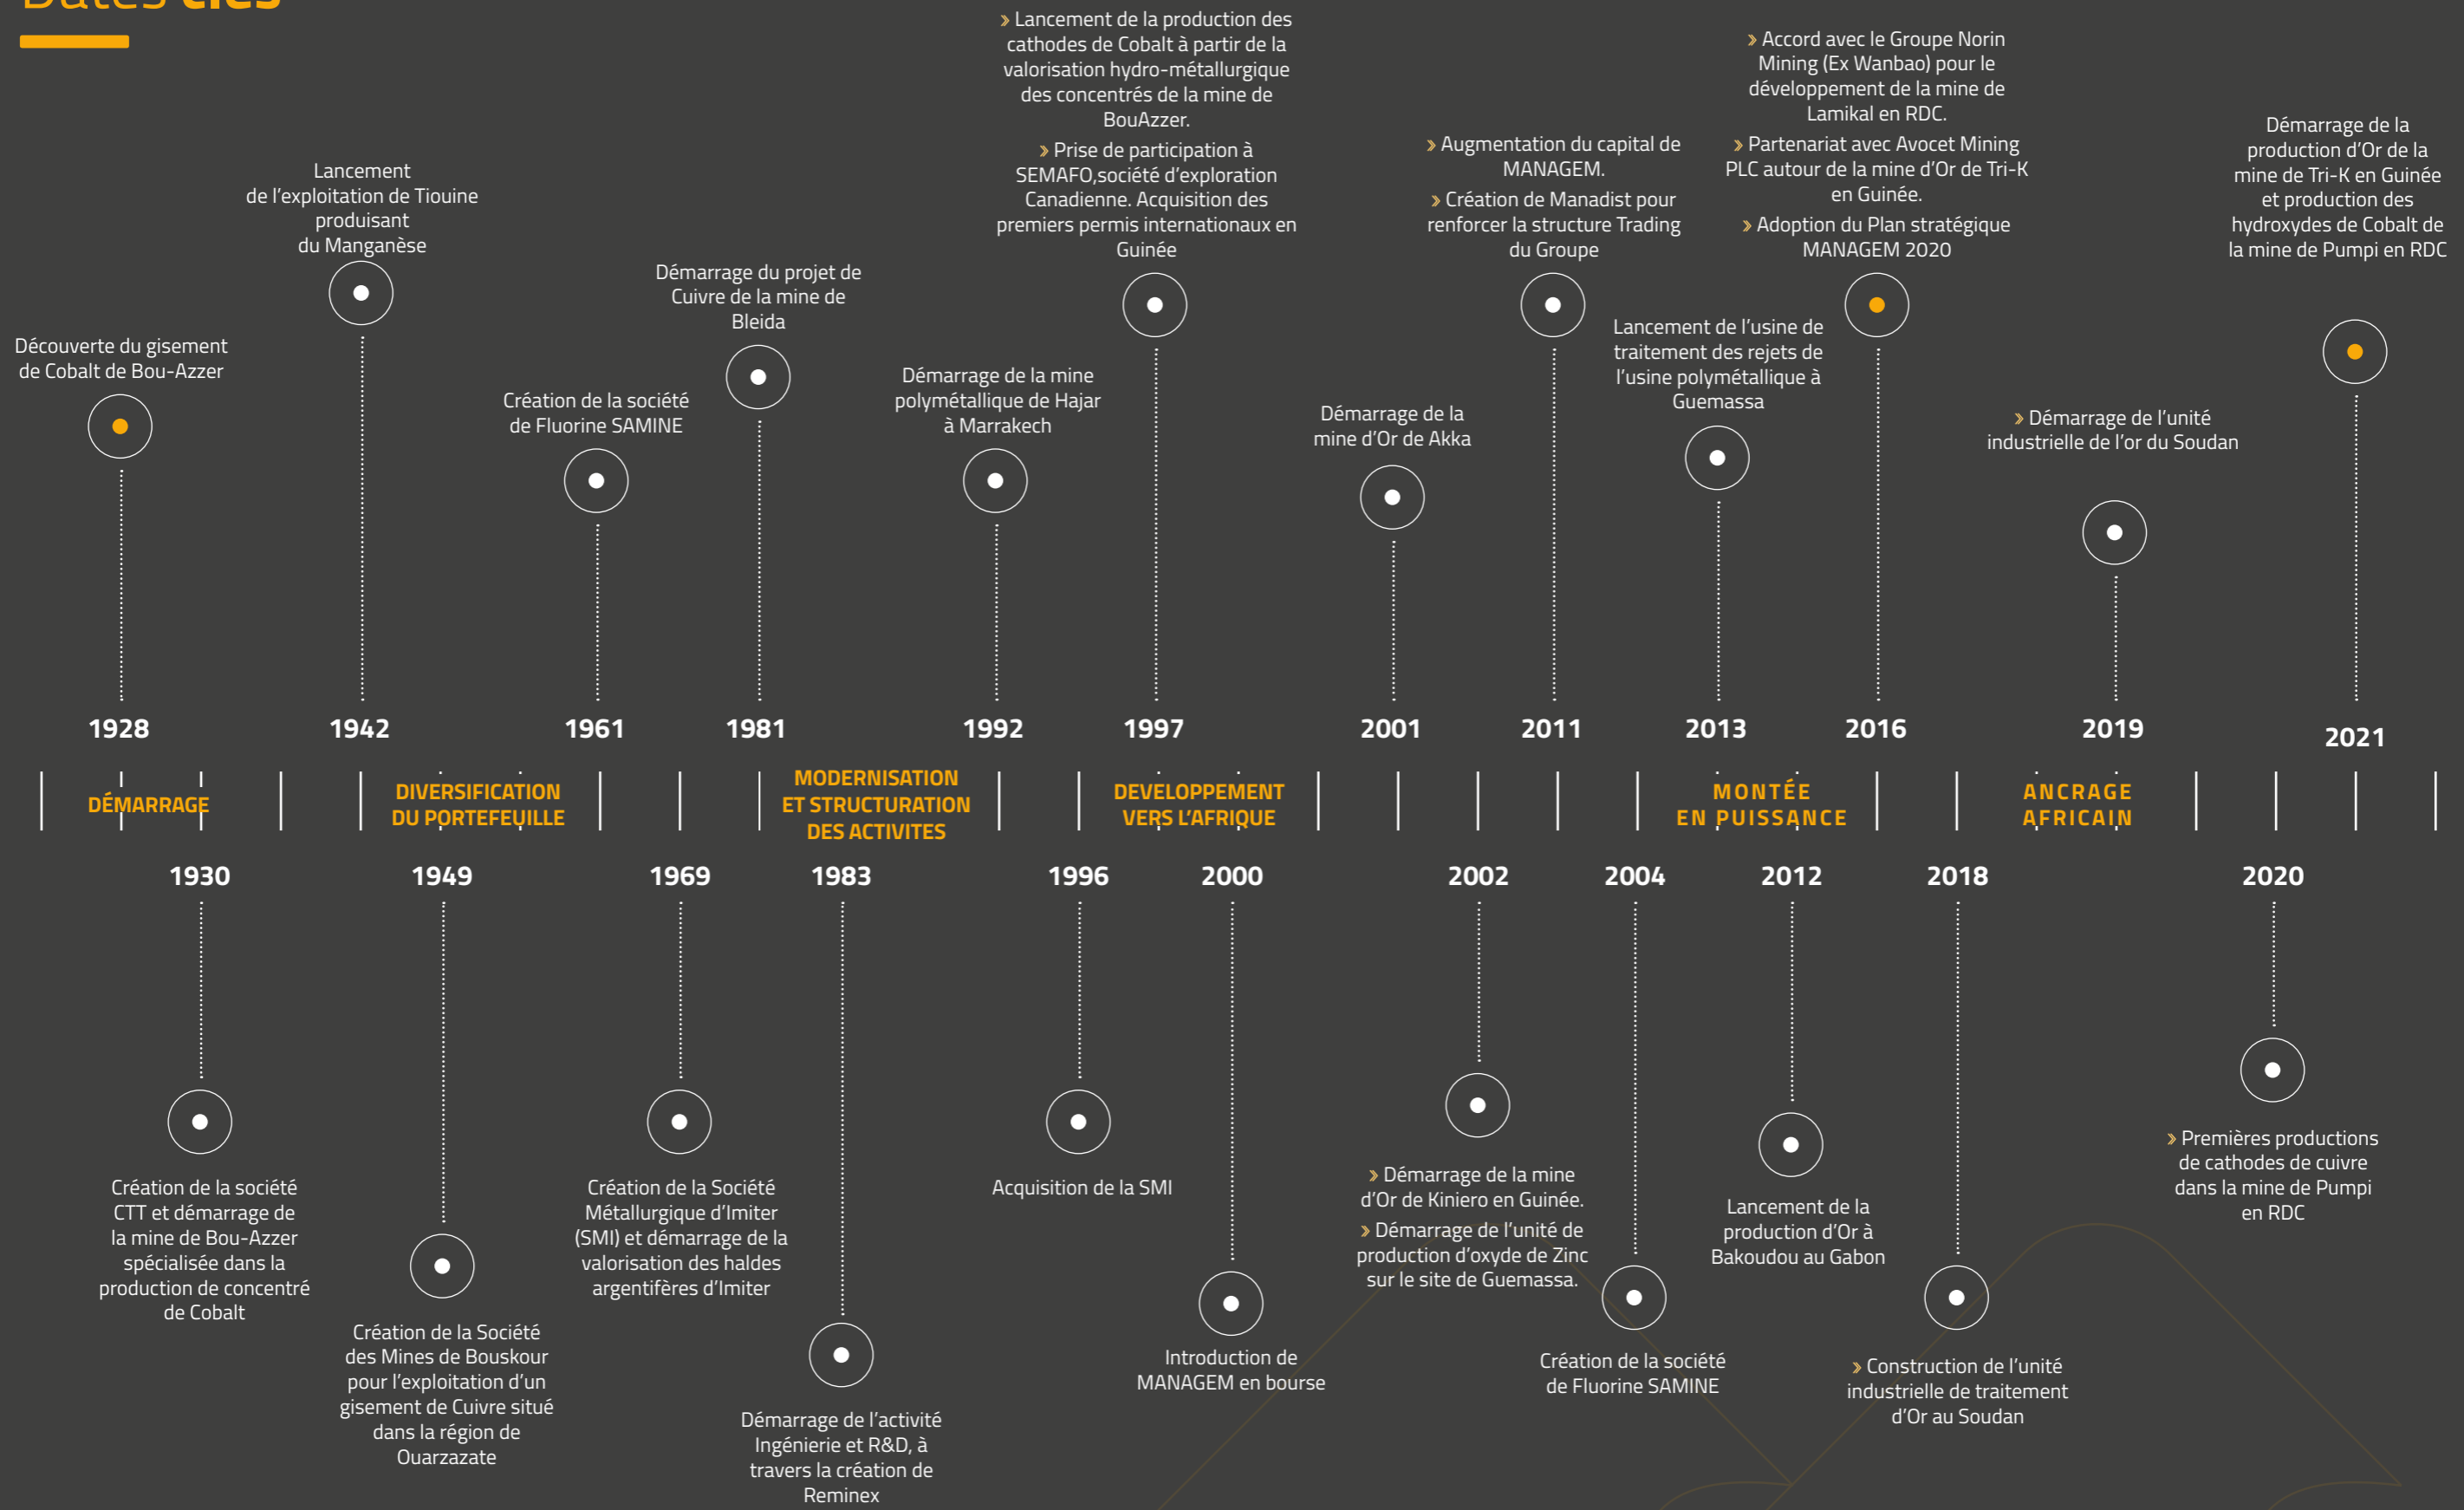 Dates clés
Découverte du gisement
de Cobalt de Bou-Azzer
Lancement
de l'exploitation de Tiouine
produisant
du Manganèse
Création de la société
de Fluorine SAMINE
Démarrage du projet de
Cuivre de la mine de
Bleida
Démarrage de la mine
polymétallique de Hajar
à Marrakech
» Lancement de la production des
cathodes de Cobalt à partir de la
valorisation hydro-métallurgique
des concentrés de la mine de
BouAzzer.
» Prise de participation à
SEMAFO,société d'exploration
Canadienne. Acquisition des
premiers permis internationaux en
Guinée
Démarrage de la
mine d'Or de Akka
» Augmentation du capital de
MANAGEM.
» Création de Manadist pour
renforcer la structure Trading
du Groupe
Lancement de l'usine de
traitement des rejets de
l'usine polymétallique à
Guemassa
» Accord avec le Groupe Norin
Mining (Ex Wanbao) pour le
développement de la mine de
Lamikal en RDC.
» Partenariat avec Avocet Mining
PLC autour de la mine d'Or de Tri-K
en Guinée.
» Adoption du Plan stratégique
MANAGEM 2020
» Démarrage de l'unité
industrielle de l'or du Soudan
Démarrage de la
production d'Or de la
mine de Tri-K en Guinée
et production des
hydroxydes de Cobalt de
la mine de Pumpi en RDC
1928
1942
1961
1981
1992
1997
2001
2011
2013
2016
2019
2021
DÉMARRAGE
DIVERSIFICATION
DU PORTEFEUILLE
MODERNISATION
ET STRUCTURATION
DES ACTIVITES
DEVELOPPEMENT
VERS L'AFRIQUE
MONTÉE
EN PUISSANCE
ANCRAGE
AFRICAIN
1930
1949
1969
1983
1996
2000
2002
2004
2012
2018
2020
Création de la société
CTT et démarrage de
la mine de Bou-Azzer
spécialisée dans la
production de concentré
de Cobalt
Création de la Société
des Mines de Bouskour
pour l'exploitation d'un
gisement de Cuivre situé
dans la région de
Ouarzazate
Création de la Société
Métallurgique d'Imiter
(SMI) et démarrage de la
valorisation des haldes
argentifères d'Imiter
Démarrage de l'activité
Ingénierie et R&D, à
travers la création de
Reminex
Acquisition de la SMI
Introduction de
MANAGEM en bourse
» Démarrage de la mine
d'Or de Kiniero en Guinée.
» Démarrage de l'unité de
production d'oxyde de Zinc
sur le site de Guemassa.
Création de la société
de Fluorine SAMINE
Lancement de la
production d'Or à
Bakoudou au Gabon
» Construction de l'unité
industrielle de traitement
d'Or au Soudan
» Premières productions
de cathodes de cuivre
dans la mine de Pumpi
en RDC